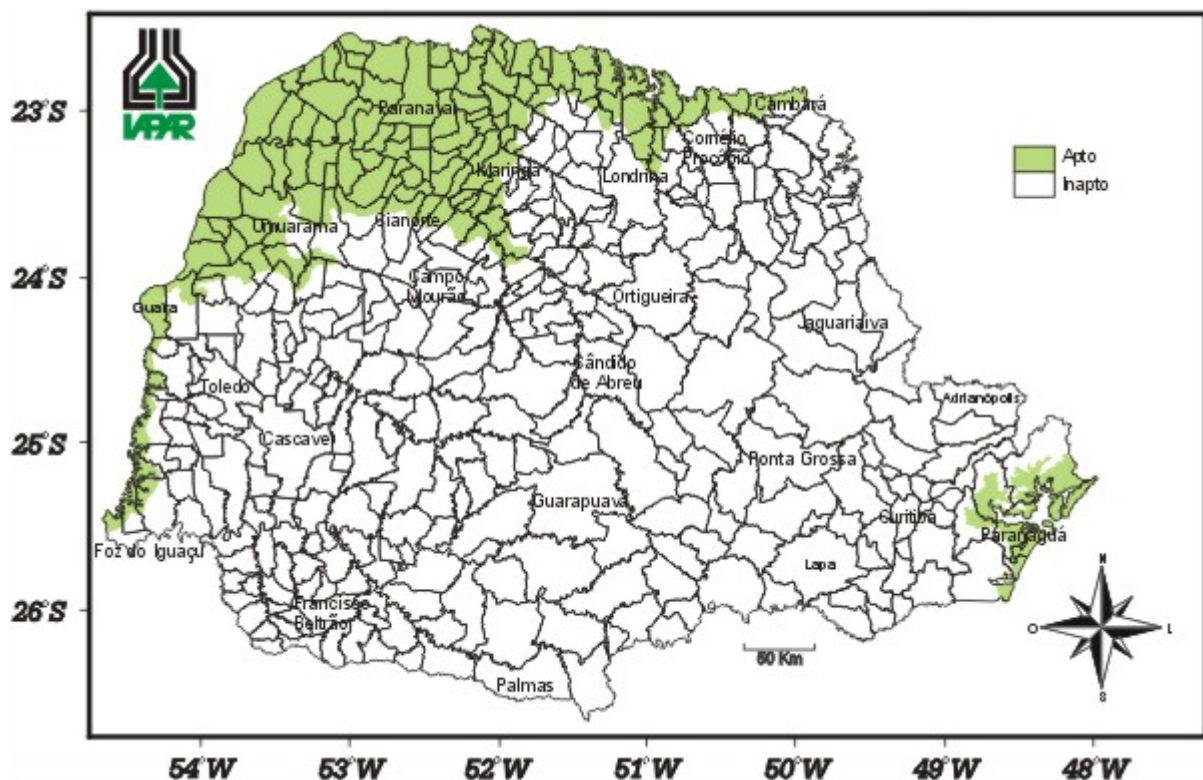 IAPAR
Paranavaí
Cambará
23°S
Cornélio
Procópio
Maringá
Londrina
Apto
Inapto
Umuarama
Cianorte
24°S
Campo
Mourão
Guaira
Ortigueira
Jaguariaiva
Cândido
de Abreu
Toledo
Adrianópolis
25°S
Cascavel
Ponta Grossa
Guarapuava
Curitiba
Paranaguá
Foz do Iguaçu
Lapa
26°S
Francisco
Beltrão
N
O
L
S
50 Km
Palmas
54°W
53°W
52°W
51°W
50°W
49°W
48°W